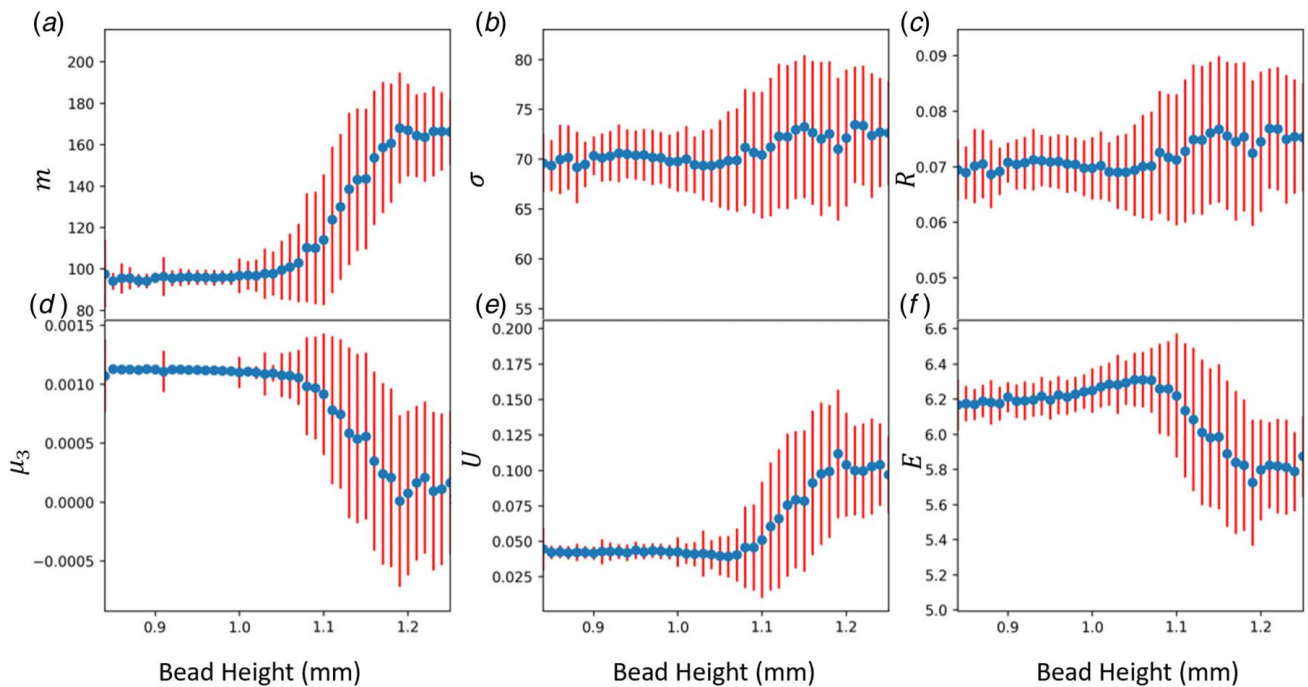 (a)
m
200
180
160
140
120
100
80
(b)
σ
80
75
70
65
60
55
(c)
R
0.09
0.08
0.07
0.06
0.05
(d)
μ3
0.0015
0.0010
0.0005
0.0000
−0.0005
0.9 1.0 1.1 1.2
Bead Height (mm)
(e)
U
0.200
0.175
0.150
0.125
0.100
0.075
0.050
0.025
0.9 1.0 1.1 1.2
Bead Height (mm)
(f)
E
6.6
6.4
6.2
6.0
5.8
5.6
5.4
5.2
5.0
0.9 1.0 1.1 1.2
Bead Height (mm)